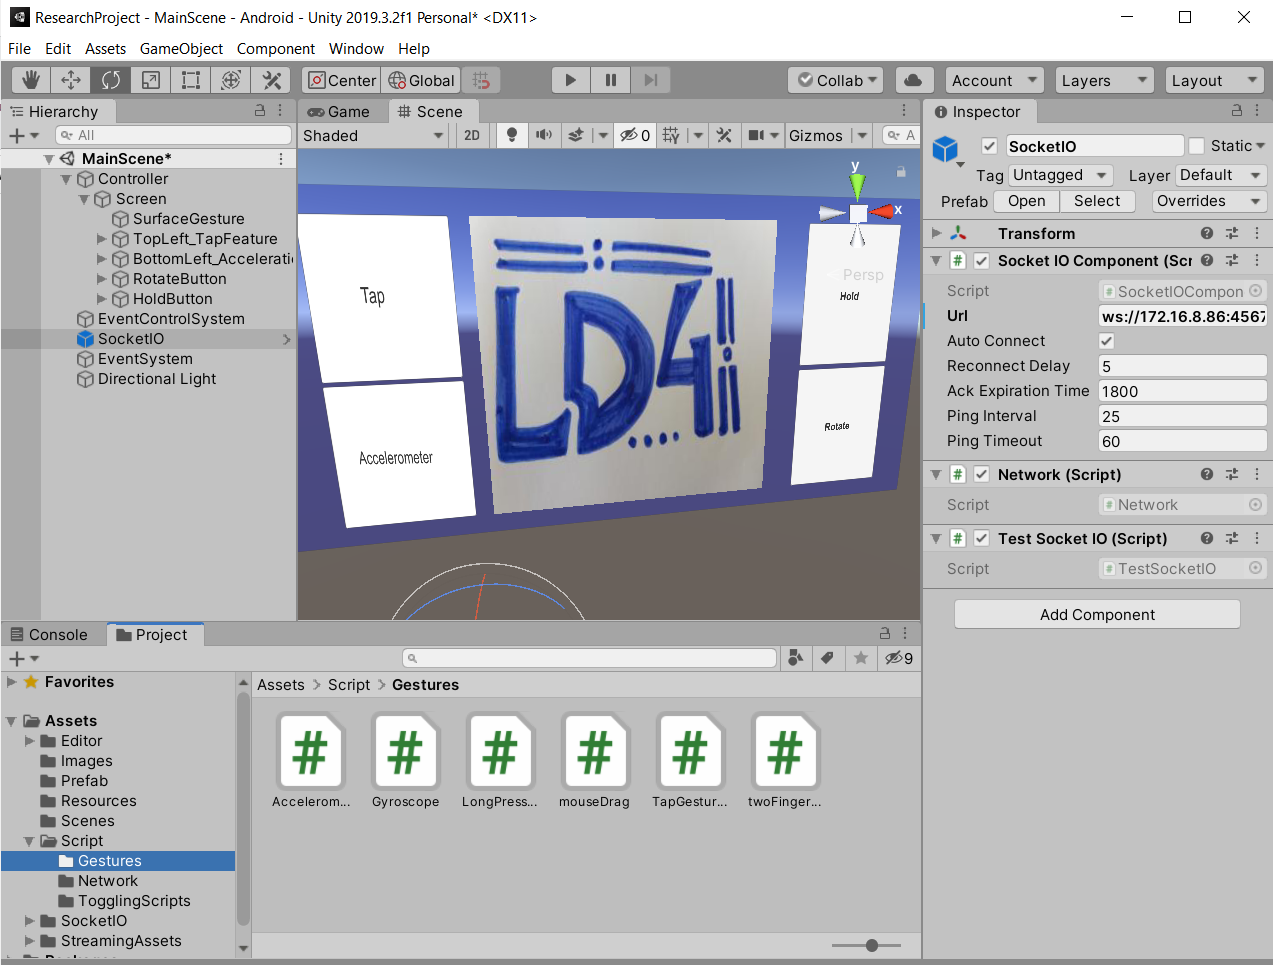 ResearchProject - MainScene - Android - Unity 2019.3.2f1 Personal* <DX11>
File Edit Assets GameObject Component Window Help
Center Global Collab Account Layers Layout
Hierarchy
All
MainScene*
Controller
Screen
SurfaceGesture
TopLeft_TapFeature
BottomLeft_Accelerati
RotateButton
HoldButton
EventControlSystem
SocketIO
EventSystem
Directional Light
Game Scene
Shaded 2D 0 Gizmos A
y
x
Persp
Tap
Hold
LD4
Accelerometer
Rotate
Inspector
SocketIO Static
Tag Untagged Layer Default
Prefab Open Select Overrides
Transform
# Socket IO Component (Scr
Script # SocketIOCompon
Url ws://172.16.8.86:4567
Auto Connect
Reconnect Delay 5
Ack Expiration Time 1800
Ping Interval 25
Ping Timeout 60
# Network (Script)
Script # Network
# Test Socket IO (Script)
Script # TestSocketIO
Add Component
Console Project
9
Favorites
Assets
Editor
Images
Prefab
Resources
Scenes
Script
Gestures
Network
TogglingScripts
SocketIO
StreamingAssets
Assets > Script > Gestures
# # # # # #
Accelerom... Gyroscope LongPress... mouseDrag TapGestur... twoFinger...